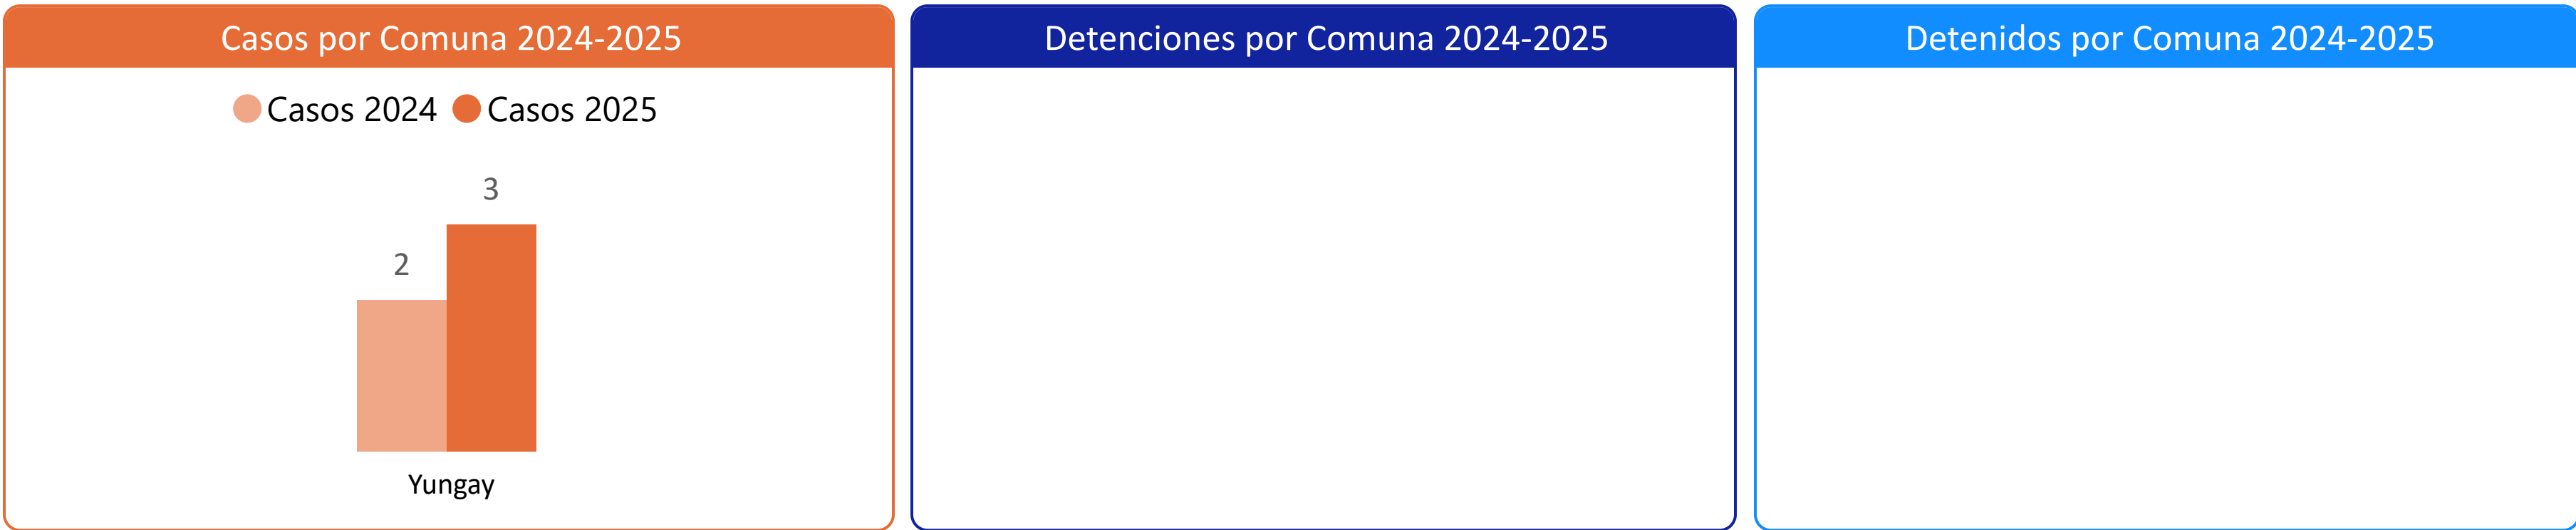 Casos por Comuna 2024-2025
Casos 2024 Casos 2025
3
2
Yungay
Detenciones por Comuna 2024-2025
Detenidos por Comuna 2024-2025